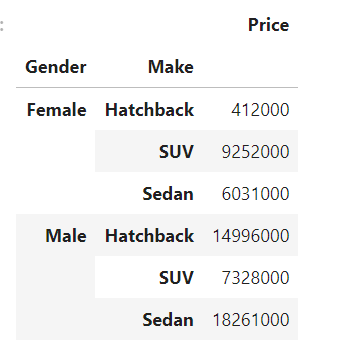 :
Price
Gender Make
Female Hatchback 412000
SUV 9252000
Sedan 6031000
Male Hatchback 14996000
SUV 7328000
Sedan 18261000